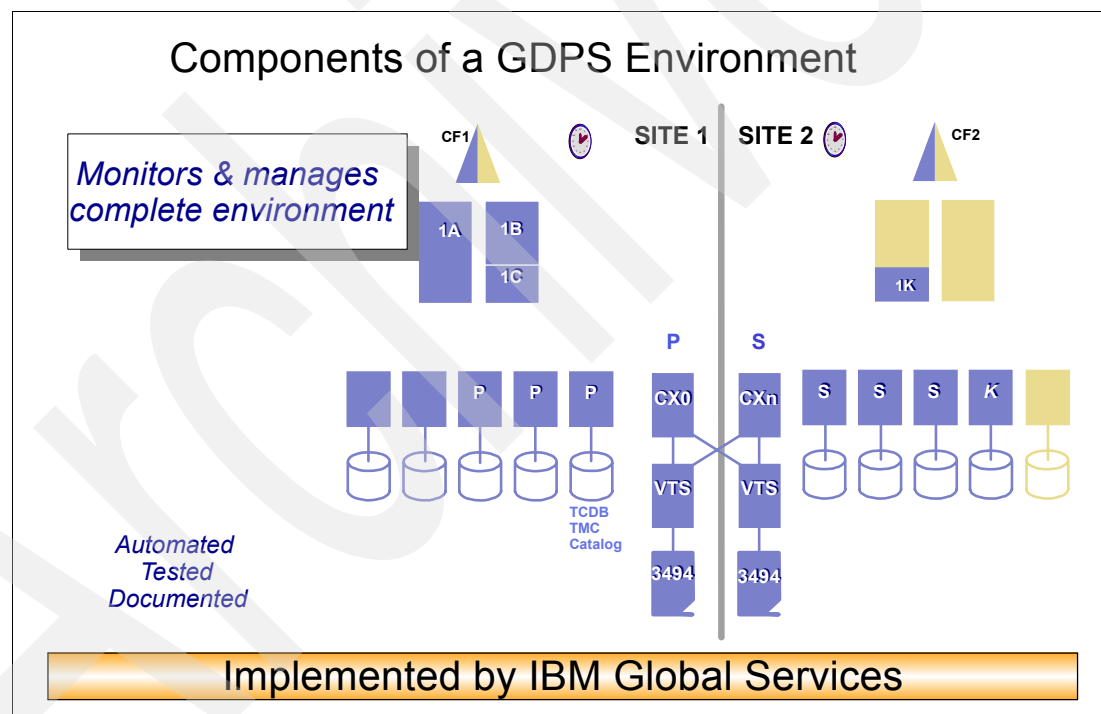 Components of a GDPS Environment
Monitors & manages
complete environment
CF1
SITE 1
SITE 2
CF2
1A
1B
1C
1K
P
S
P
P
P
CX0
CXn
S
S
S
K
VTS
VTS
TCDB
TMC
Catalog
3494
3494
Automated
Tested
Documented
Implemented by IBM Global Services